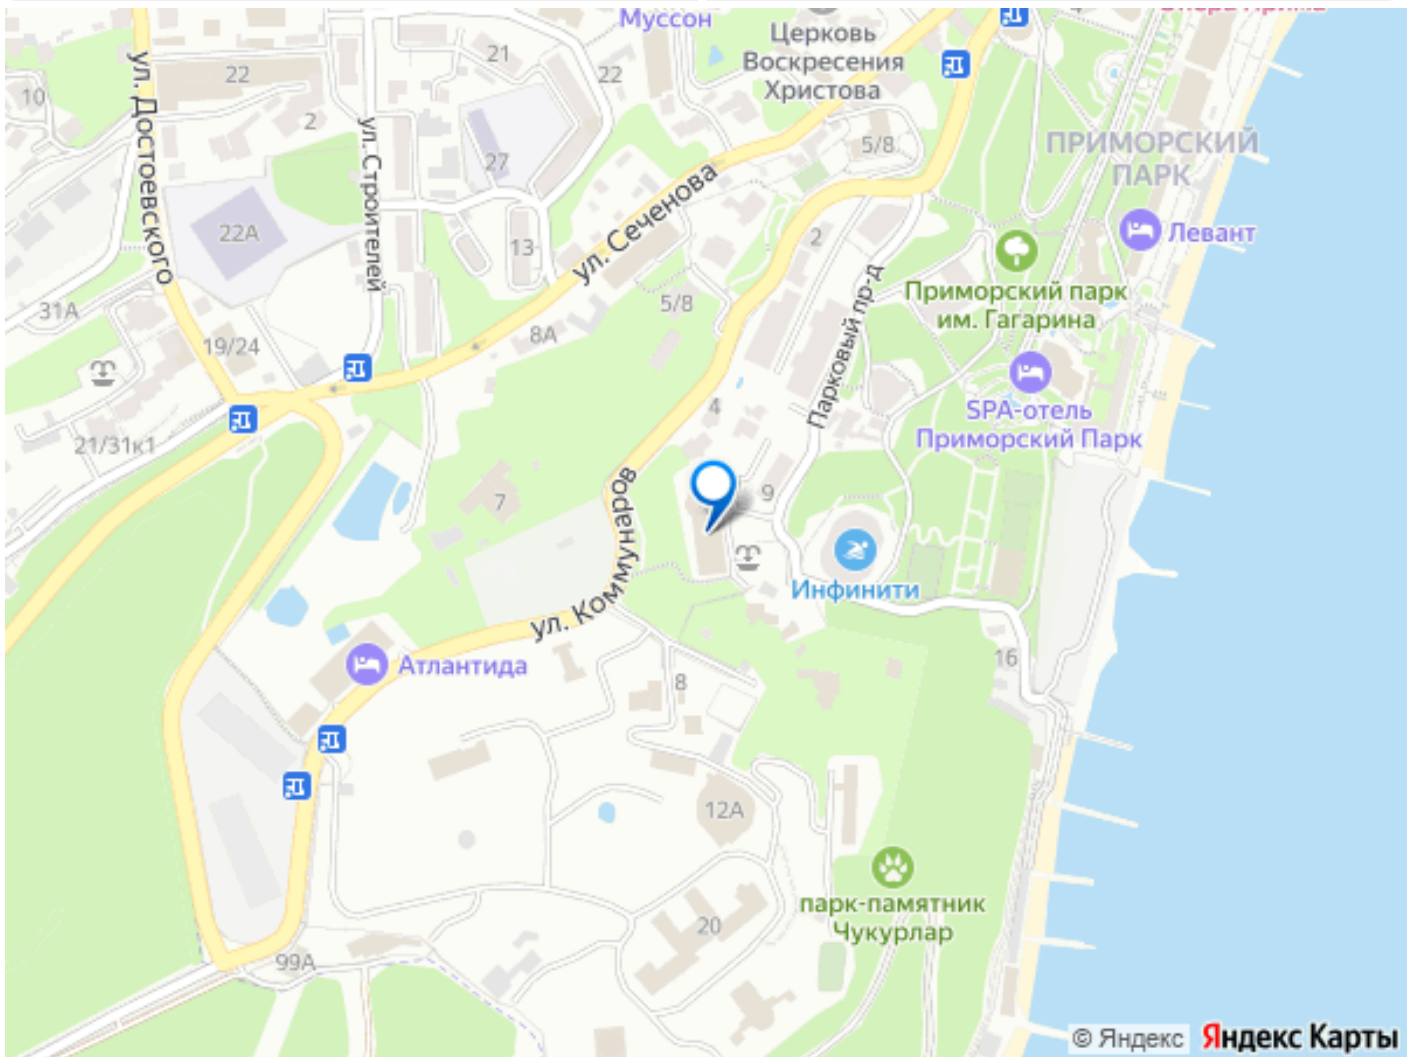 Муссон
Церковь
Воскресения
Христова
21
22
22
10
2
ул. Достоевского
ул. Строителей
27
5/8
ПРИМОРСКИЙ
ПАРК
22А
13
ул. Сеченова
2
Левант
Приморский парк
им. Гагарина
31А
5/8
8А
19/24
Парковый пр-д
SPA-отель
Приморский Парк
4
21/31к1
7
9
ул. Коммунаров
Инфинити
Атлантида
8
16
12А
парк-памятник
Чукурлар
20
99А
© Яндекс Яндекс Карты